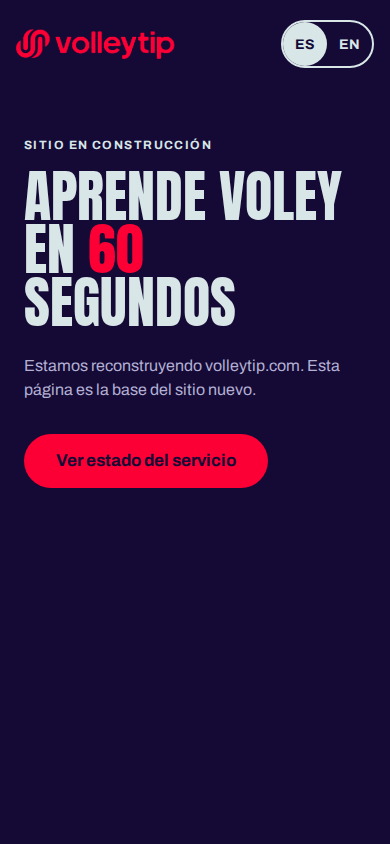 volleytip
ES EN
SITIO EN CONSTRUCCIÓN
APRENDE VOLEY
EN 60
SEGUNDOS
Estamos reconstruyendo volleytip.com. Esta
página es la base del sitio nuevo.
Ver estado del servicio